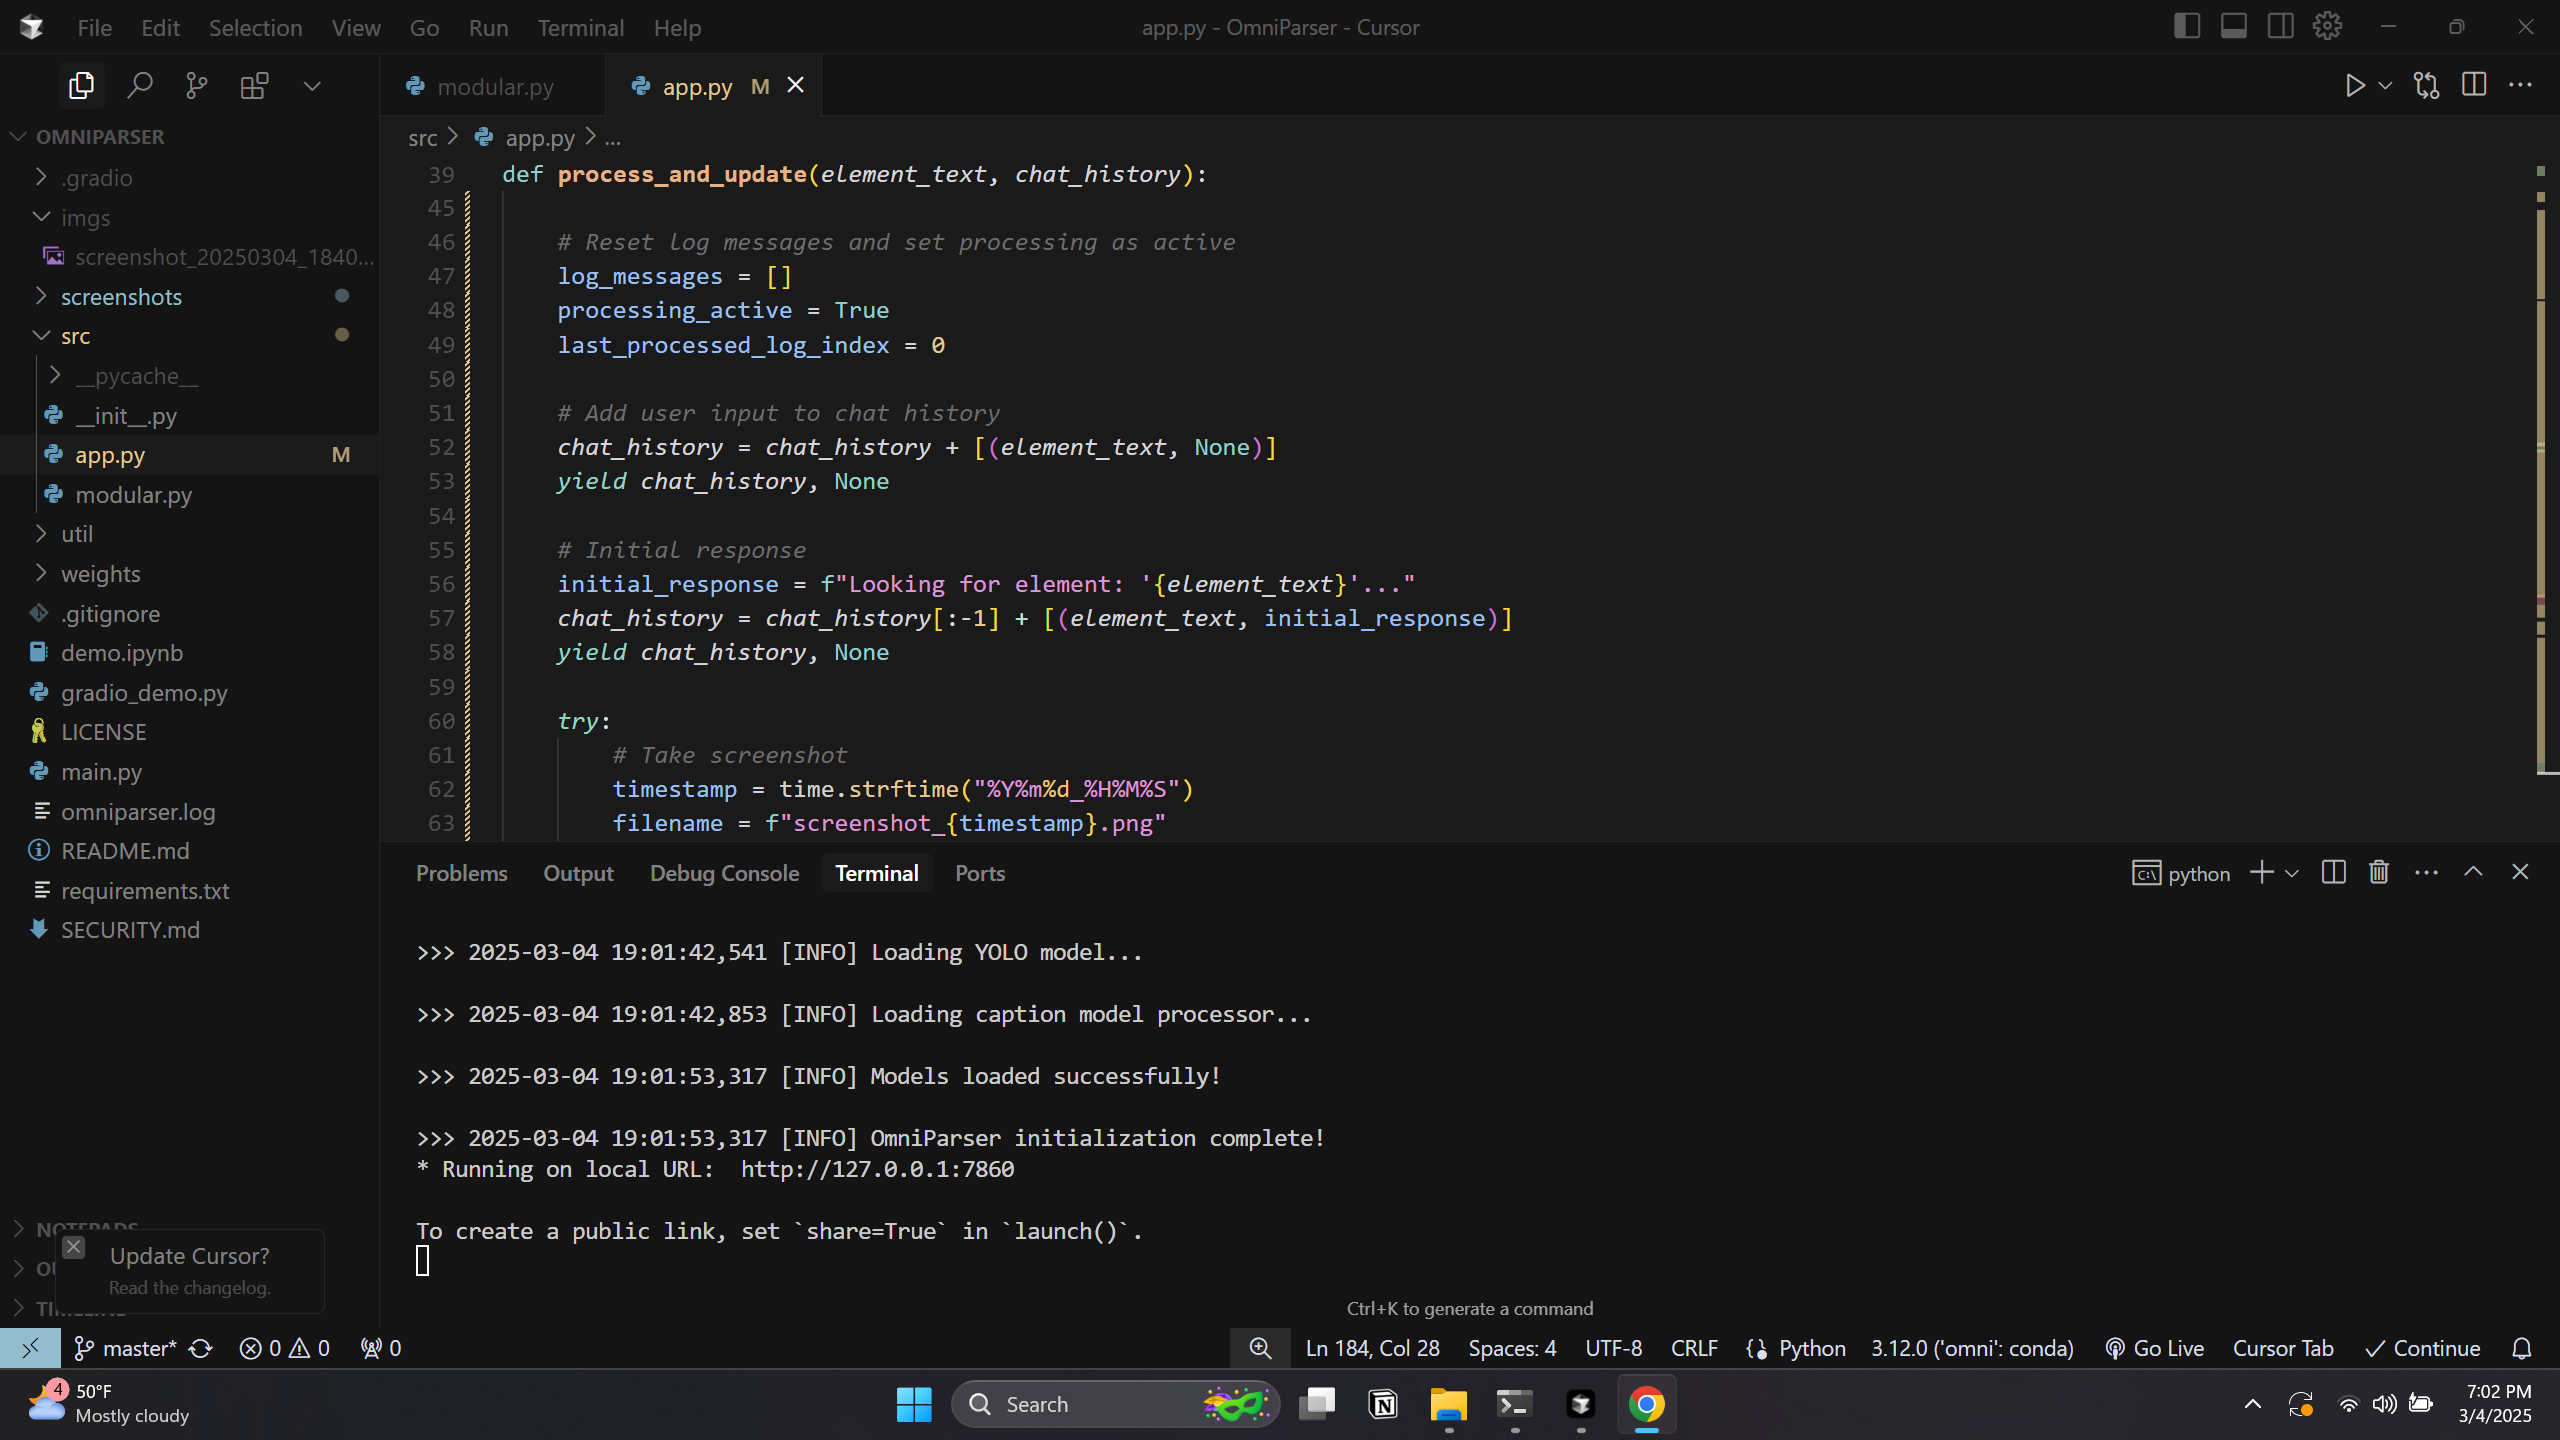 File Edit Selection View Go Run Terminal Help
app.py - OmniParser - Cursor
modular.py
app.py M
OMNIPARSER
.gradio
imgs
screenshot_20250304_1840...
screenshots
src
__pycache__
__init__.py
app.py M
modular.py
util
weights
.gitignore
demo.ipynb
gradio_demo.py
LICENSE
main.py
omniparser.log
README.md
requirements.txt
SECURITY.md
src > app.py > ...
39 def process_and_update(element_text, chat_history):
45
46 # Reset log messages and set processing as active
47 log_messages = []
48 processing_active = True
49 last_processed_log_index = 0
50
51 # Add user input to chat history
52 chat_history = chat_history + [(element_text, None)]
53 yield chat_history, None
54
55 # Initial response
56 initial_response = f"Looking for element: '{element_text}'..."
57 chat_history = chat_history[:-1] + [(element_text, initial_response)]
58 yield chat_history, None
59
60 try:
61 # Take screenshot
62 timestamp = time.strftime("%Y%m%d_%H%M%S")
63 filename = f"screenshot_{timestamp}.png"
Problems Output Debug Console Terminal Ports
python
>>> 2025-03-04 19:01:42,541 [INFO] Loading YOLO model...
>>> 2025-03-04 19:01:42,853 [INFO] Loading caption model processor...
>>> 2025-03-04 19:01:53,317 [INFO] Models loaded successfully!
>>> 2025-03-04 19:01:53,317 [INFO] OmniParser initialization complete!
* Running on local URL:  http://127.0.0.1:7860
To create a public link, set `share=True` in `launch()`.
Ctrl+K to generate a command
Update Cursor?
Read the changelog.
master* 0 0 0
Ln 184, Col 28 Spaces: 4 UTF-8 CRLF Python 3.12.0 ('omni': conda) Go Live Cursor Tab Continue
4 50°F
Mostly cloudy
Search
7:02 PM
3/4/2025